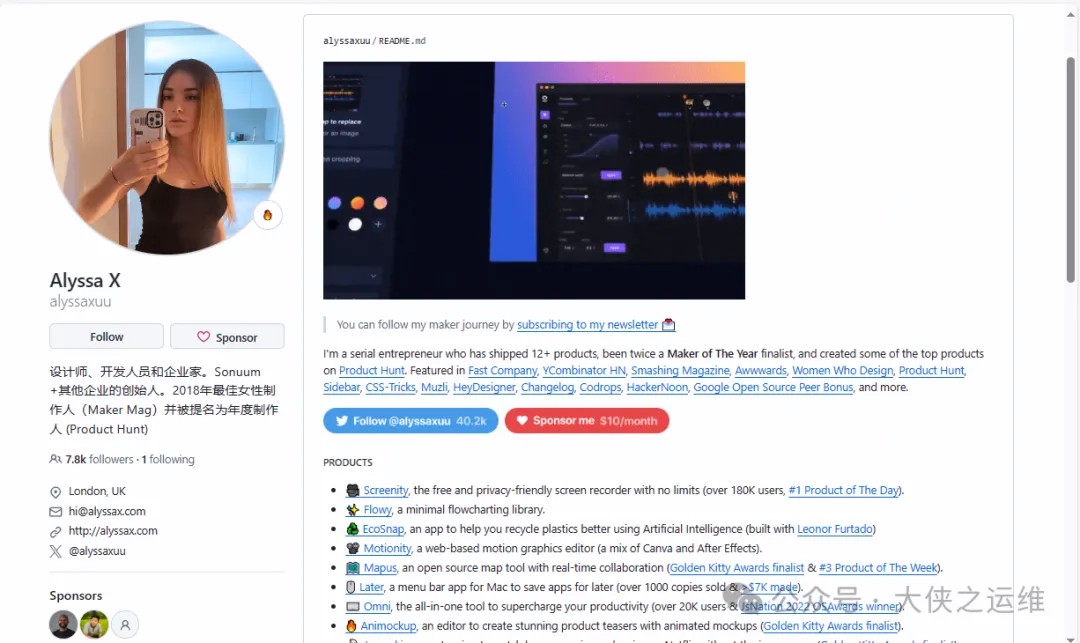 Alyssa X
alyssaxuu
Follow
Sponsor
设计师、开发人员和企业家。Sonuum
+其他企业的创始人。2018年最佳女性制
作人（Maker Mag）并被提名为年度制作
人 (Product Hunt)
7.8k followers · 1 following
London, UK
hi@alyssax.com
http://alyssax.com
@alyssaxuu
Sponsors
alyssaxuu / README.md
You can follow my maker journey by subscribing to my newsletter
I'm a serial entrepreneur who has shipped 12+ products, been twice a Maker of The Year finalist, and created some of the top products
on Product Hunt. Featured in Fast Company, YCombinator HN, Smashing Magazine, Awwwards, Women Who Design, Product Hunt,
Sidebar, CSS-Tricks, Muzli, HeyDesigner, Changelog, Codrops, HackerNoon, Google Open Source Peer Bonus, and more.
Follow @alyssaxuu 40.2k
Sponsor me $10/month
PRODUCTS
Screenity, the free and privacy-friendly screen recorder with no limits (over 180K users, #1 Product of The Day).
Flowy, a minimal flowcharting library.
EcoSnap, an app to help you recycle plastics better using Artificial Intelligence (built with Leonor Furtado)
Motionity, a web-based motion graphics editor (a mix of Canva and After Effects).
Mapus, an open source map tool with real-time collaboration (Golden Kitty Awards finalist & #3 Product of The Week).
Later, a menu bar app for Mac to save apps for later (over 1000 copies sold & >$7K made).
Omni, the all-in-one tool to supercharge your productivity (over 20K users & JsNation 2022 OSAwards winner).
Animockup, an editor to create stunning product teasers with animated mockups (Golden Kitty Awards finalist).
公众号 · 大侠之运维